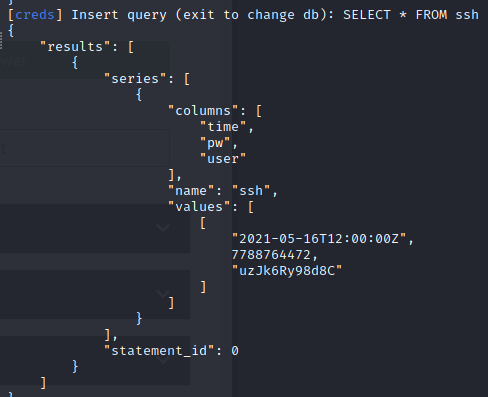 }
[creds] Insert query (exit to change db): SELECT * FROM ssh
{
    "results": [
        {
            "series": [
                {
                    "columns": [
                        "time",
                        "pw",
                        "user"
                    ],
                    "name": "ssh",
                    "values": [
                        [
                            "2021-05-16T12:00:00Z",
                            7788764472,
                            "uzJk6Ry98d8C"
                        ]
                    ]
                }
            ],
            "statement_id": 0
        }
    ]
}